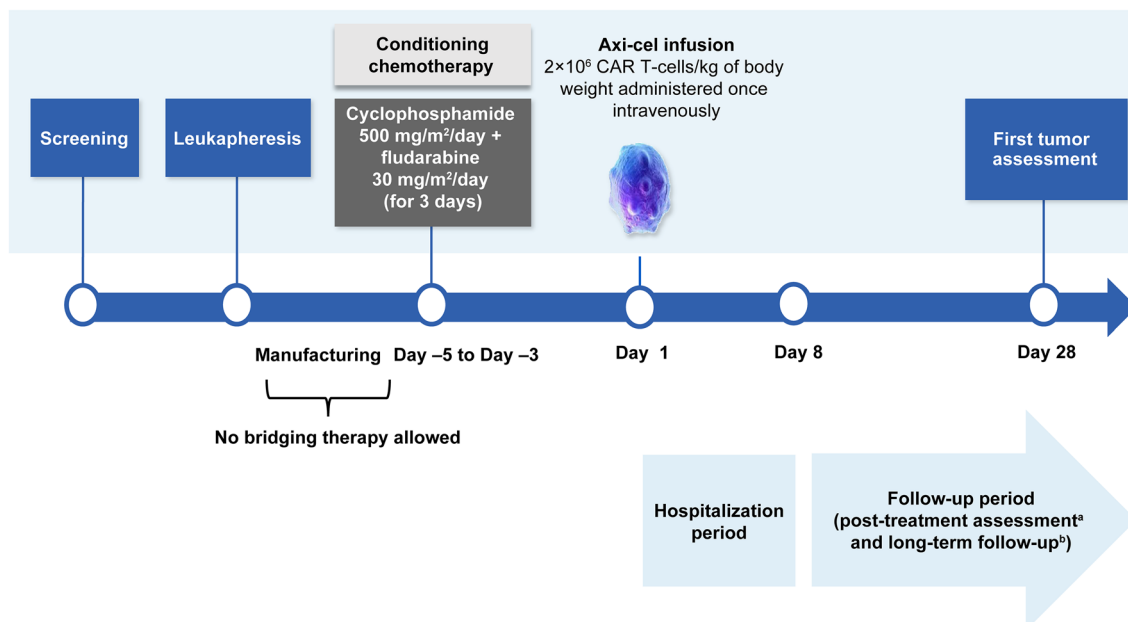 Conditioning
chemotherapy
Axi-cel infusion
2×10⁶ CAR T-cells/kg of body
weight administered once
intravenously
Screening
Leukapheresis
Cyclophosphamide
500 mg/m²/day +
fludarabine
30 mg/m²/day
(for 3 days)
First tumor
assessment
Manufacturing
Day –5 to Day –3
Day 1
Day 8
Day 28
No bridging therapy allowed
Hospitalization
period
Follow-up period
(post-treatment assessmentᵃ
and long-term follow-upᵇ)